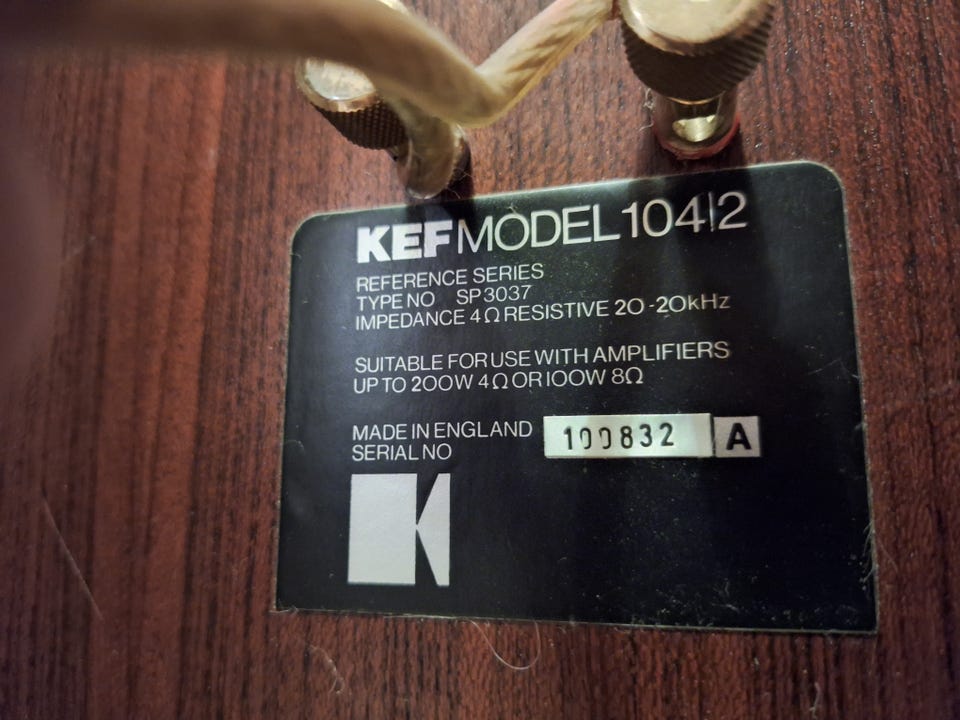 KEF MODEL 104|2
REFERENCE SERIES
TYPE NO SP3037
IMPEDANCE 4Ω RESISTIVE 20-20kHz
SUITABLE FOR USE WITH AMPLIFIERS
UP TO 200W 4Ω OR 100W 8Ω
MADE IN ENGLAND
SERIAL NO 100832 A
K